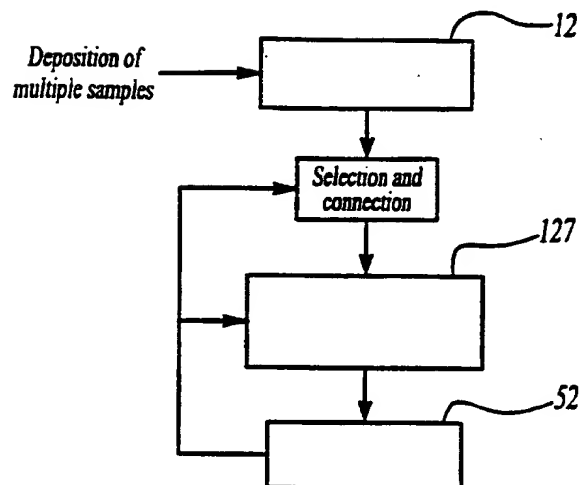 12
Deposition of
multiple samples
Selection and
connection
127
52